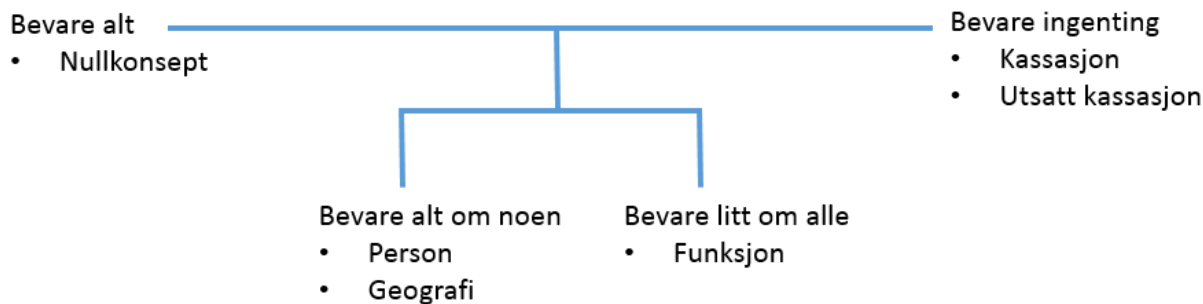 Bevare alt
• Nullkonsept
Bevare ingenting
• Kassasjon
• Utsatt kassasjon
Bevare alt om noen
• Person
• Geografi
Bevare litt om alle
• Funksjon